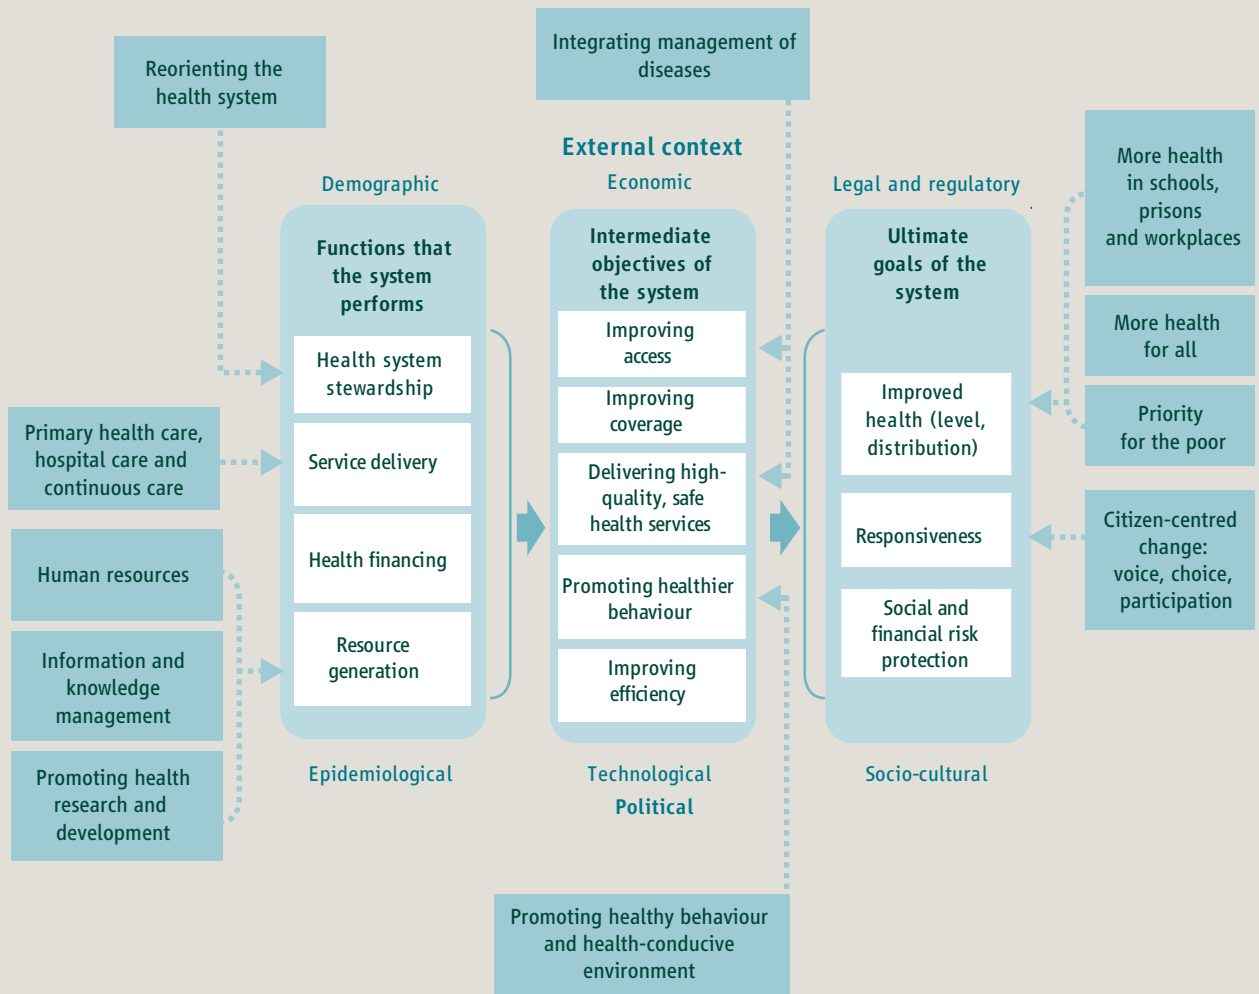 Integrating management of
diseases
Reorienting the
health system
External context
Demographic
Economic
Legal and regulatory
More health
in schools,
prisons
and workplaces
Functions that
the system
performs
Intermediate
objectives of
the system
Ultimate
goals of the
system
Health system
stewardship
Service delivery
Health financing
Resource
generation
Improving
access
Improving
coverage
Delivering high-
quality, safe
health services
Promoting healthier
behaviour
Improving
efficiency
Improved
health (level,
distribution)
Responsiveness
Social and
financial risk
protection
More health
for all
Priority
for the poor
Citizen-centred
change:
voice, choice,
participation
Primary health care,
hospital care and
continuous care
Human resources
Information and
knowledge
management
Promoting health
research and
development
Epidemiological
Technological
Socio-cultural
Political
Promoting healthy behaviour
and health-conducive
environment